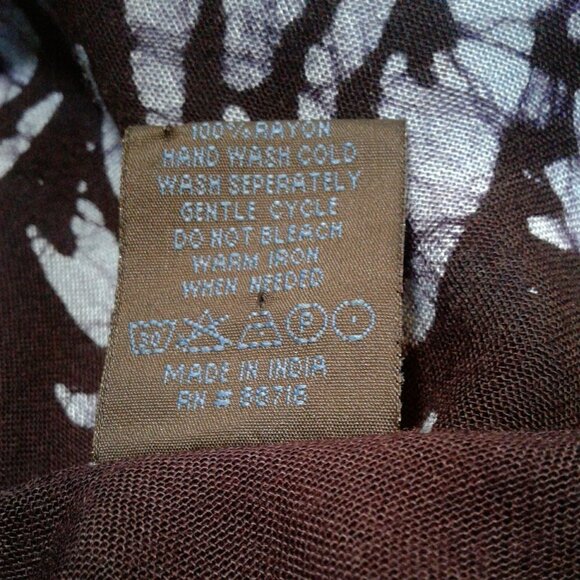 100% RAYON
HAND WASH COLD
WASH SEPERATELY
GENTLE CYCLE
DO NOT BLEACH
WARM IRON
WHEN NEEDED
P
MADE IN INDIA
RN # 88718